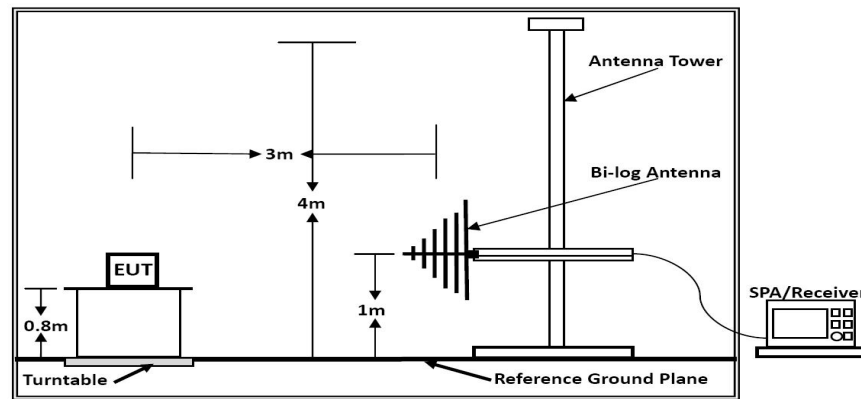 Antenna Tower
3m
Bi-log Antenna
4m
EUT
SPA/Receiver
0.8m
1m
Turntable
Reference Ground Plane